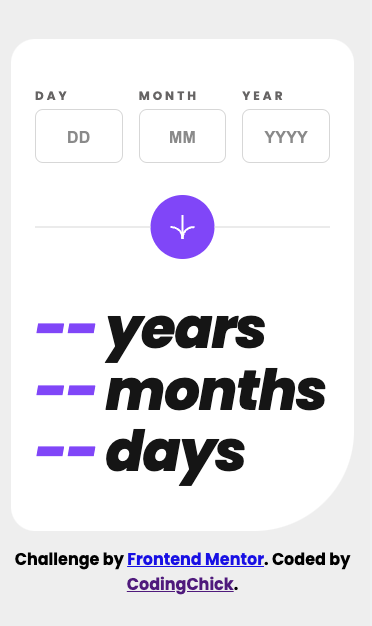 DAY MONTH YEAR
DD MM YYYY
-- years
-- months
-- days
Challenge by Frontend Mentor. Coded by
CodingChick.